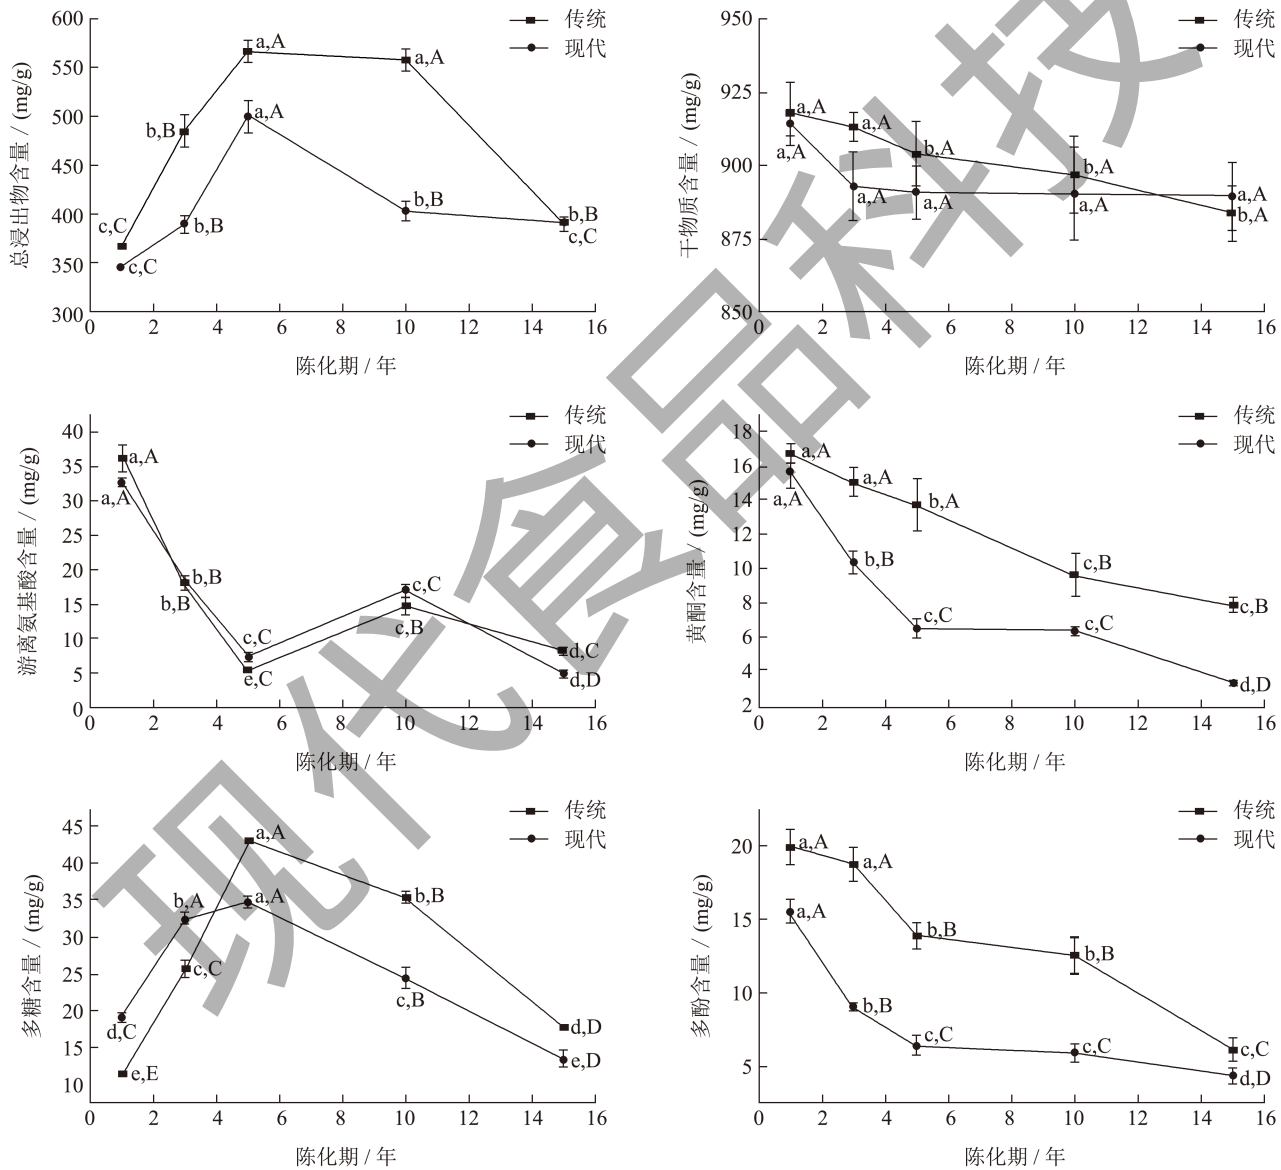 总浸出物含量 / (mg/g)
600
550
500
450
400
350
300
传统
现代
a,A
a,A
b,B
a,A
c,C
b,B
b,B
b,B
c,C
c,C
0 2 4 6 8 10 12 14 16
陈化期 / 年
干物质含量 / (mg/g)
950
925
900
875
850
传统
现代
a,A
a,A
a,A
b,A
b,A
a,A
a,A
a,A
a,A
b,A
0 2 4 6 8 10 12 14 16
陈化期 / 年
游离氨基酸含量 / (mg/g)
40
35
30
25
20
15
10
5
0
传统
现代
a,A
a,A
b,B
b,B
c,C
c,C
c,B
e,C
d,C
d,D
0 2 4 6 8 10 12 14 16
陈化期 / 年
黄酮含量 / (mg/g)
18
16
14
12
10
8
6
4
2
传统
现代
a,A
a,A
a,A
b,A
b,B
c,B
c,B
c,C
c,C
d,D
0 2 4 6 8 10 12 14 16
陈化期 / 年
多糖含量 / (mg/g)
45
40
35
30
25
20
15
10
传统
现代
a,A
b,A
a,A
b,B
c,C
c,B
d,C
d,D
e,E
e,D
0 2 4 6 8 10 12 14 16
陈化期 / 年
多酚含量 / (mg/g)
20
15
10
5
传统
现代
a,A
a,A
a,A
b,B
b,B
b,B
c,C
c,C
c,C
d,D
0 2 4 6 8 10 12 14 16
陈化期 / 年
现代食品科技